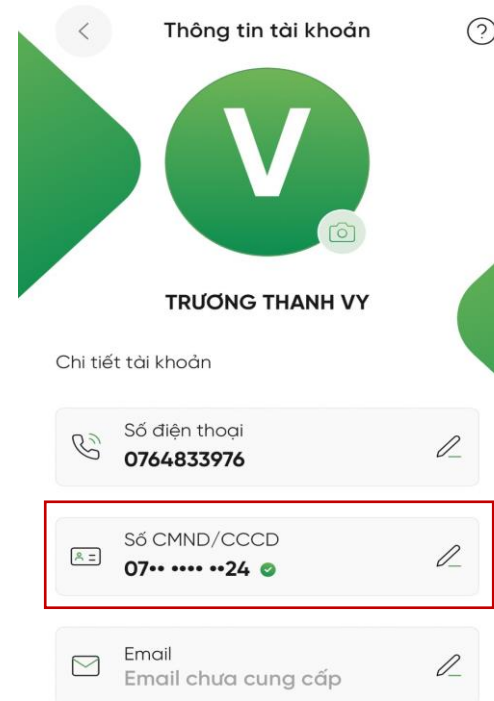 Thông tin tài khoản
?
V
TRƯƠNG THANH VY
Chi tiết tài khoản
Số điện thoại
0764833976
Số CMND/CCCD
07•• •••• ••24
Email
Email chưa cung cấp